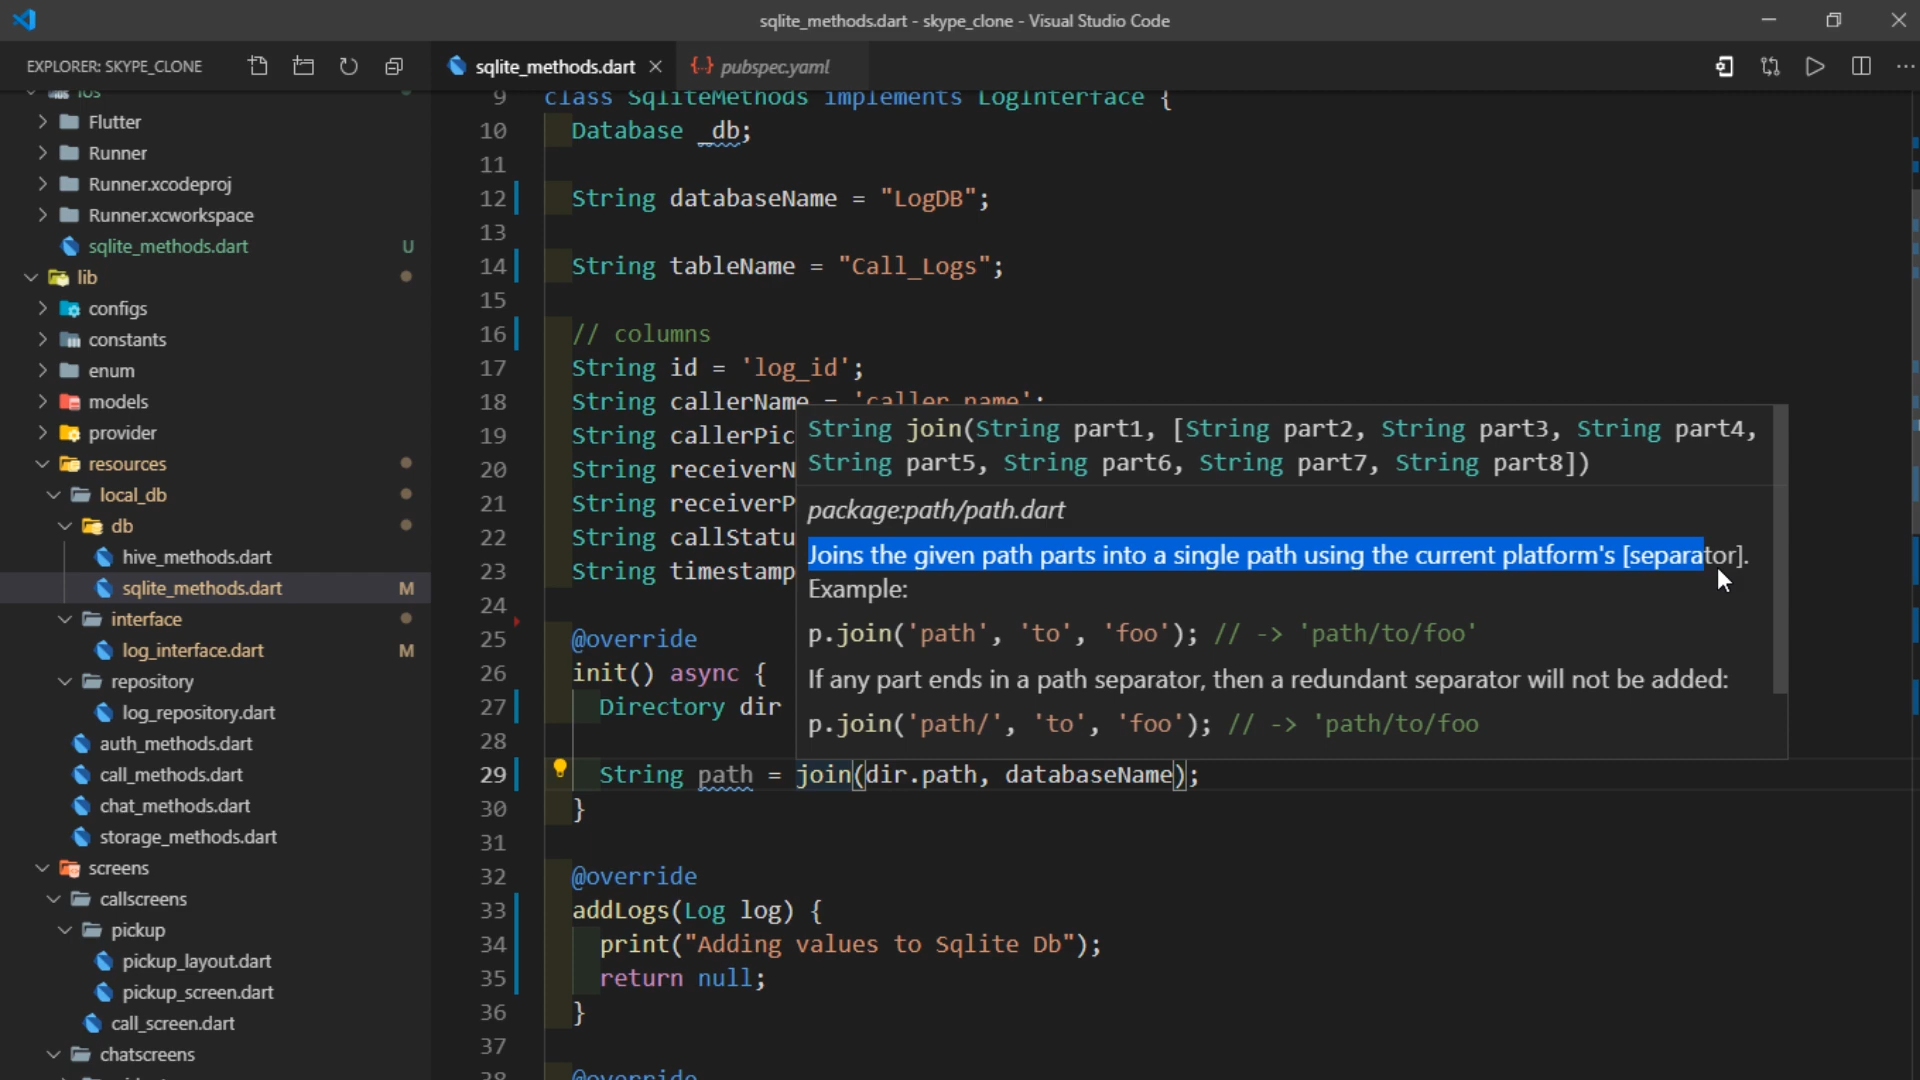 sqlite_methods.dart - skype_clone - Visual Studio Code
EXPLORER: SKYPE_CLONE
sqlite_methods.dart
pubspec.yaml
ios
Flutter
Runner
Runner.xcodeproj
Runner.xcworkspace
sqlite_methods.dart U
lib
configs
constants
enum
models
provider
resources
local_db
db
hive_methods.dart
sqlite_methods.dart M
interface
log_interface.dart M
repository
log_repository.dart
auth_methods.dart
call_methods.dart
chat_methods.dart
storage_methods.dart
screens
callscreens
pickup
pickup_layout.dart
pickup_screen.dart
call_screen.dart
chatscreens
9 class SqliteMethods implements LogInterface {
10 Database _db;
11
12 String databaseName = "LogDB";
13
14 String tableName = "Call_Logs";
15
16 // columns
17 String id = 'log_id';
18 String callerName = 'caller_name';
19 String callerPic
20 String receiverN
21 String receiverP
22 String callStatu
23 String timestamp
24
25 @override
26 init() async {
27 Directory dir
28
29 String path = join(dir.path, databaseName);
30 }
31
32 @override
33 addLogs(Log log) {
34 print("Adding values to Sqlite Db");
35 return null;
36 }
37
38 @override
String join(String part1, [String part2, String part3, String part4,
String part5, String part6, String part7, String part8])
package:path/path.dart
Joins the given path parts into a single path using the current platform's [separator].
Example:
p.join('path', 'to', 'foo'); // -> 'path/to/foo'
If any part ends in a path separator, then a redundant separator will not be added:
p.join('path/', 'to', 'foo'); // -> 'path/to/foo